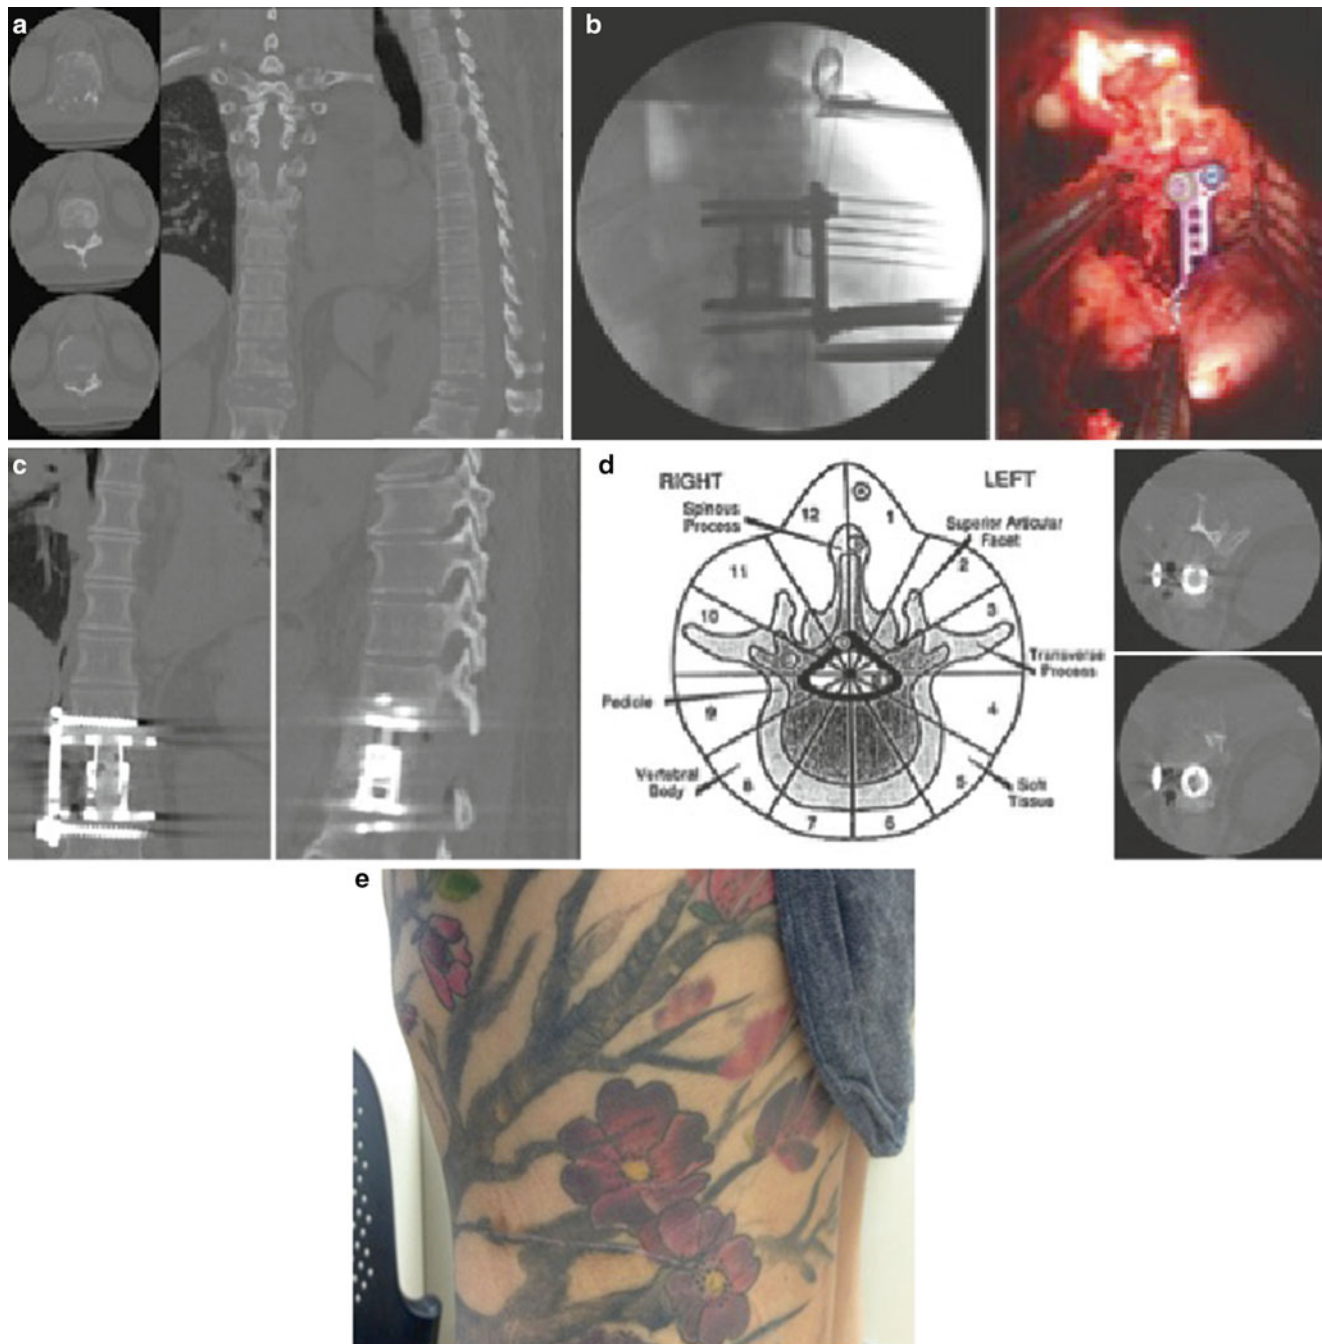 a
b
c
d
RIGHT
LEFT
Spinous
Process
Superior Articular
Facet
12
1
11
2
10
3
Transverse
Process
Pedicle
9
4
Vertebral
Body
8
5
Soft
Tissue
7
6
e